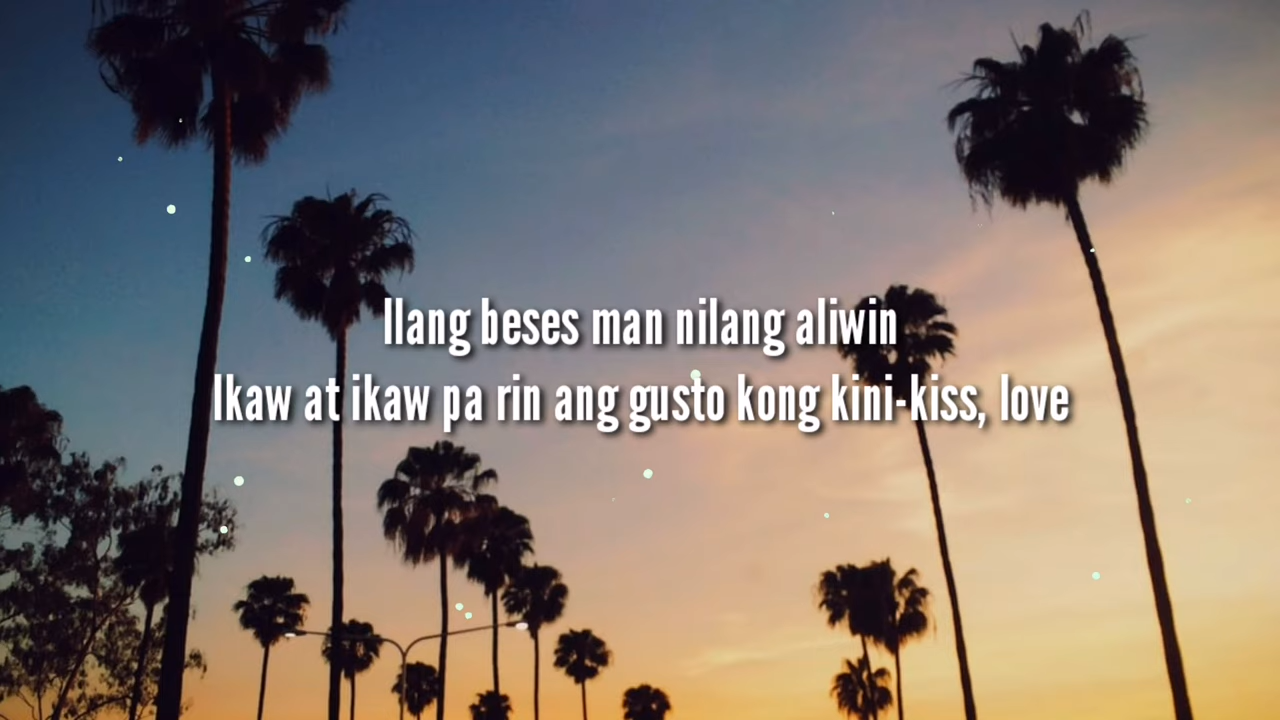 Ilang beses man nilang aliwin
Ikaw at ikaw pa rin ang gusto kong kini-kiss, love